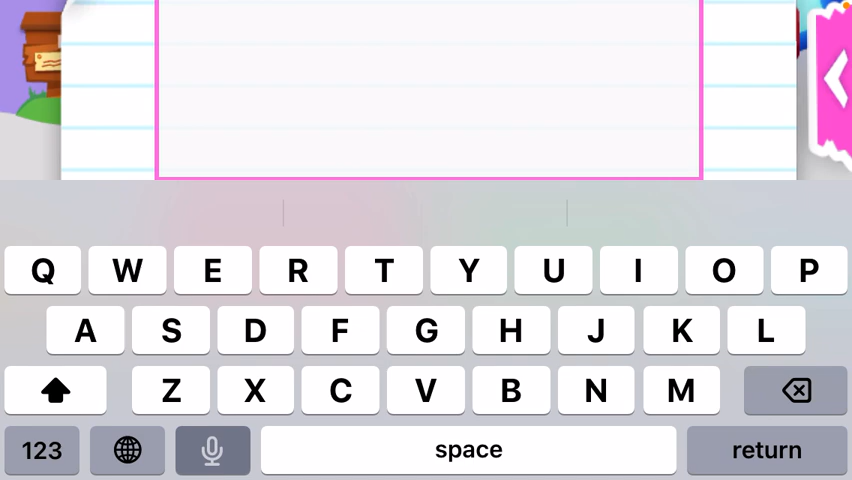 Q W E R T Y U I O P
A S D F G H J K L
Z X C V B N M
123 space return